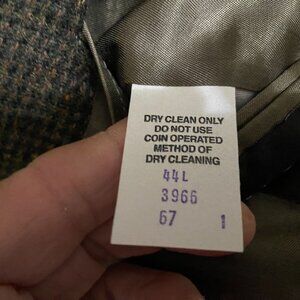 DRY CLEAN ONLY
DO NOT USE
COIN OPERATED
METHOD OF
DRY CLEANING
44L
3966
67 1